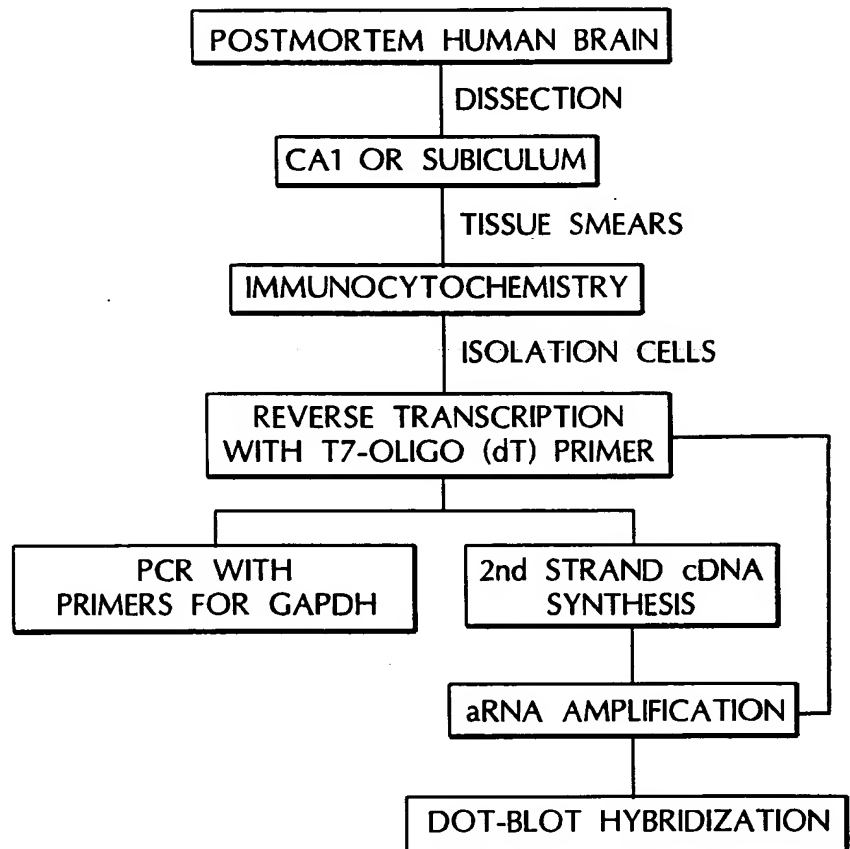 POSTMORTEM HUMAN BRAIN
DISSECTION
CA1 OR SUBICULUM
TISSUE SMEARS
IMMUNOCYTOCHEMISTRY
ISOLATION CELLS
REVERSE TRANSCRIPTION
WITH T7-OLIGO (dT) PRIMER
PCR WITH
PRIMERS FOR GAPDH
2nd STRAND cDNA
SYNTHESIS
aRNA AMPLIFICATION
DOT-BLOT HYBRIDIZATION